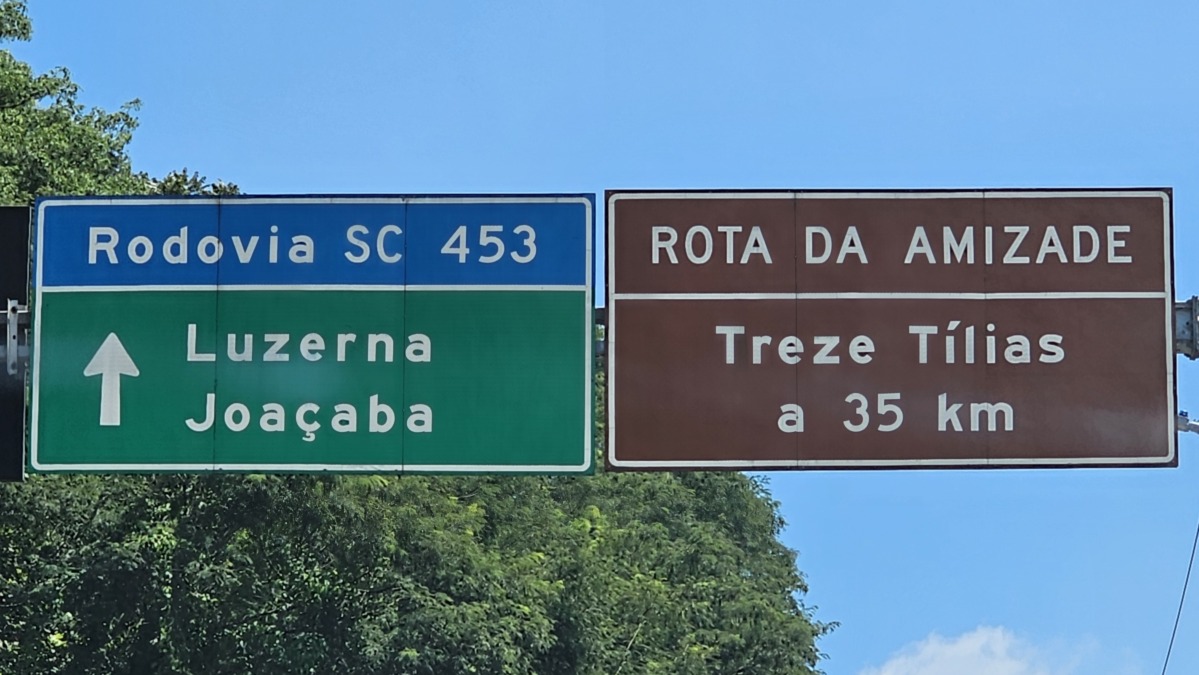 Rodovia SC 453
Luzerna
Joaçaba
ROTA DA AMIZADE
Treze Tílias
a 35 km